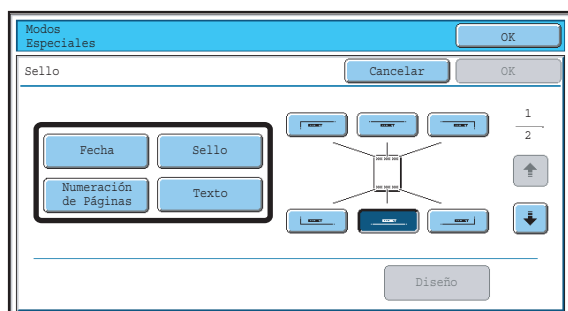 Modos
Especiales
OK
Sello
Cancelar
OK
Fecha
Sello
Numeración
de Páginas
Texto
1
2
Diseño